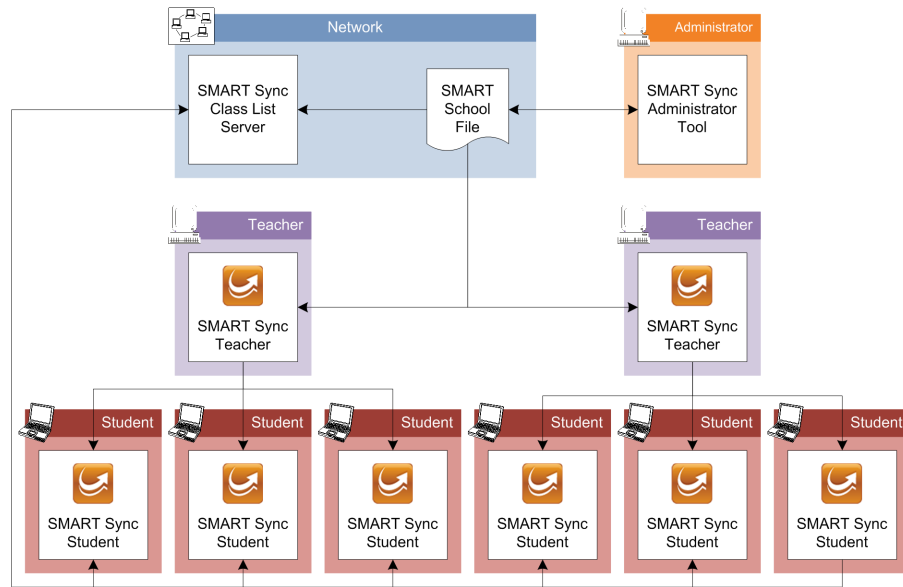 Network
Administrator
SMART Sync
Class List
Server
SMART
School
File
SMART Sync
Administrator
Tool
Teacher
Teacher
SMART Sync
Teacher
SMART Sync
Teacher
Student
Student
Student
Student
Student
Student
SMART Sync
Student
SMART Sync
Student
SMART Sync
Student
SMART Sync
Student
SMART Sync
Student
SMART Sync
Student